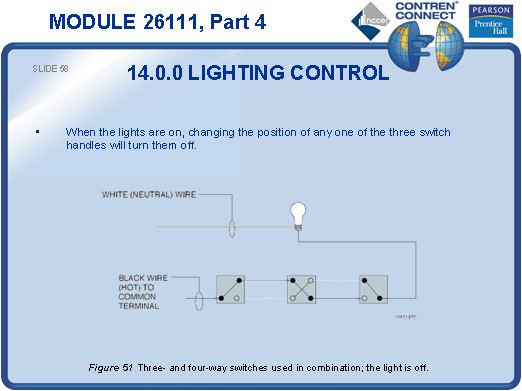 MODULE 26111, Part 4
nccer
CONTREN
CONNECT
PEARSON
Prentice
Hall
SLIDE 58
14.0.0 LIGHTING CONTROL
• When the lights are on, changing the position of any one of the three switch
handles will turn them off.
WHITE (NEUTRAL) WIRE
BLACK WIRE
(HOT) TO
COMMON
TERMINAL
Figure 51 Three- and four-way switches used in combination; the light is off.